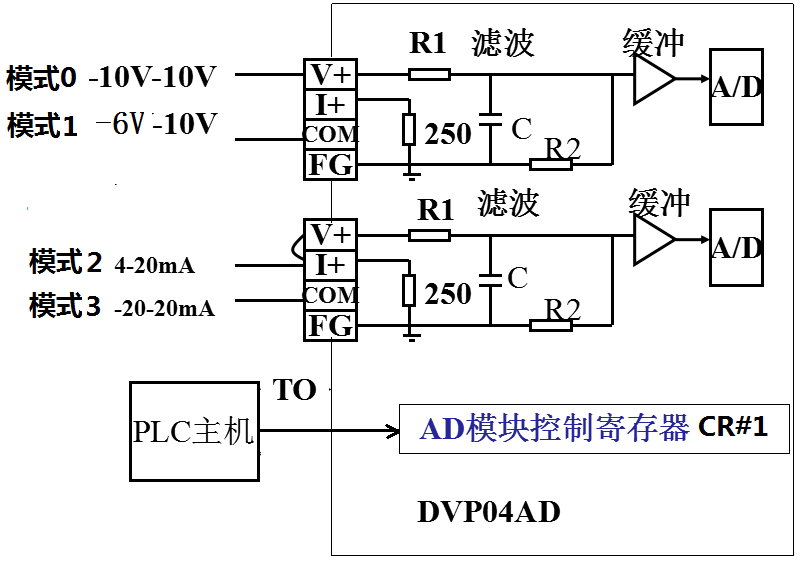 R1 滤波 缓冲
模式0 -10V-10V V+ A/D
I+
模式1 -6V-10V COM 250 C
FG R2
R1 滤波 缓冲
V+ A/D
模式2 4-20mA I+
模式3 -20-20mA COM 250 C
FG R2
TO
PLC主机 AD模块控制寄存器 CR#1
DVP04AD